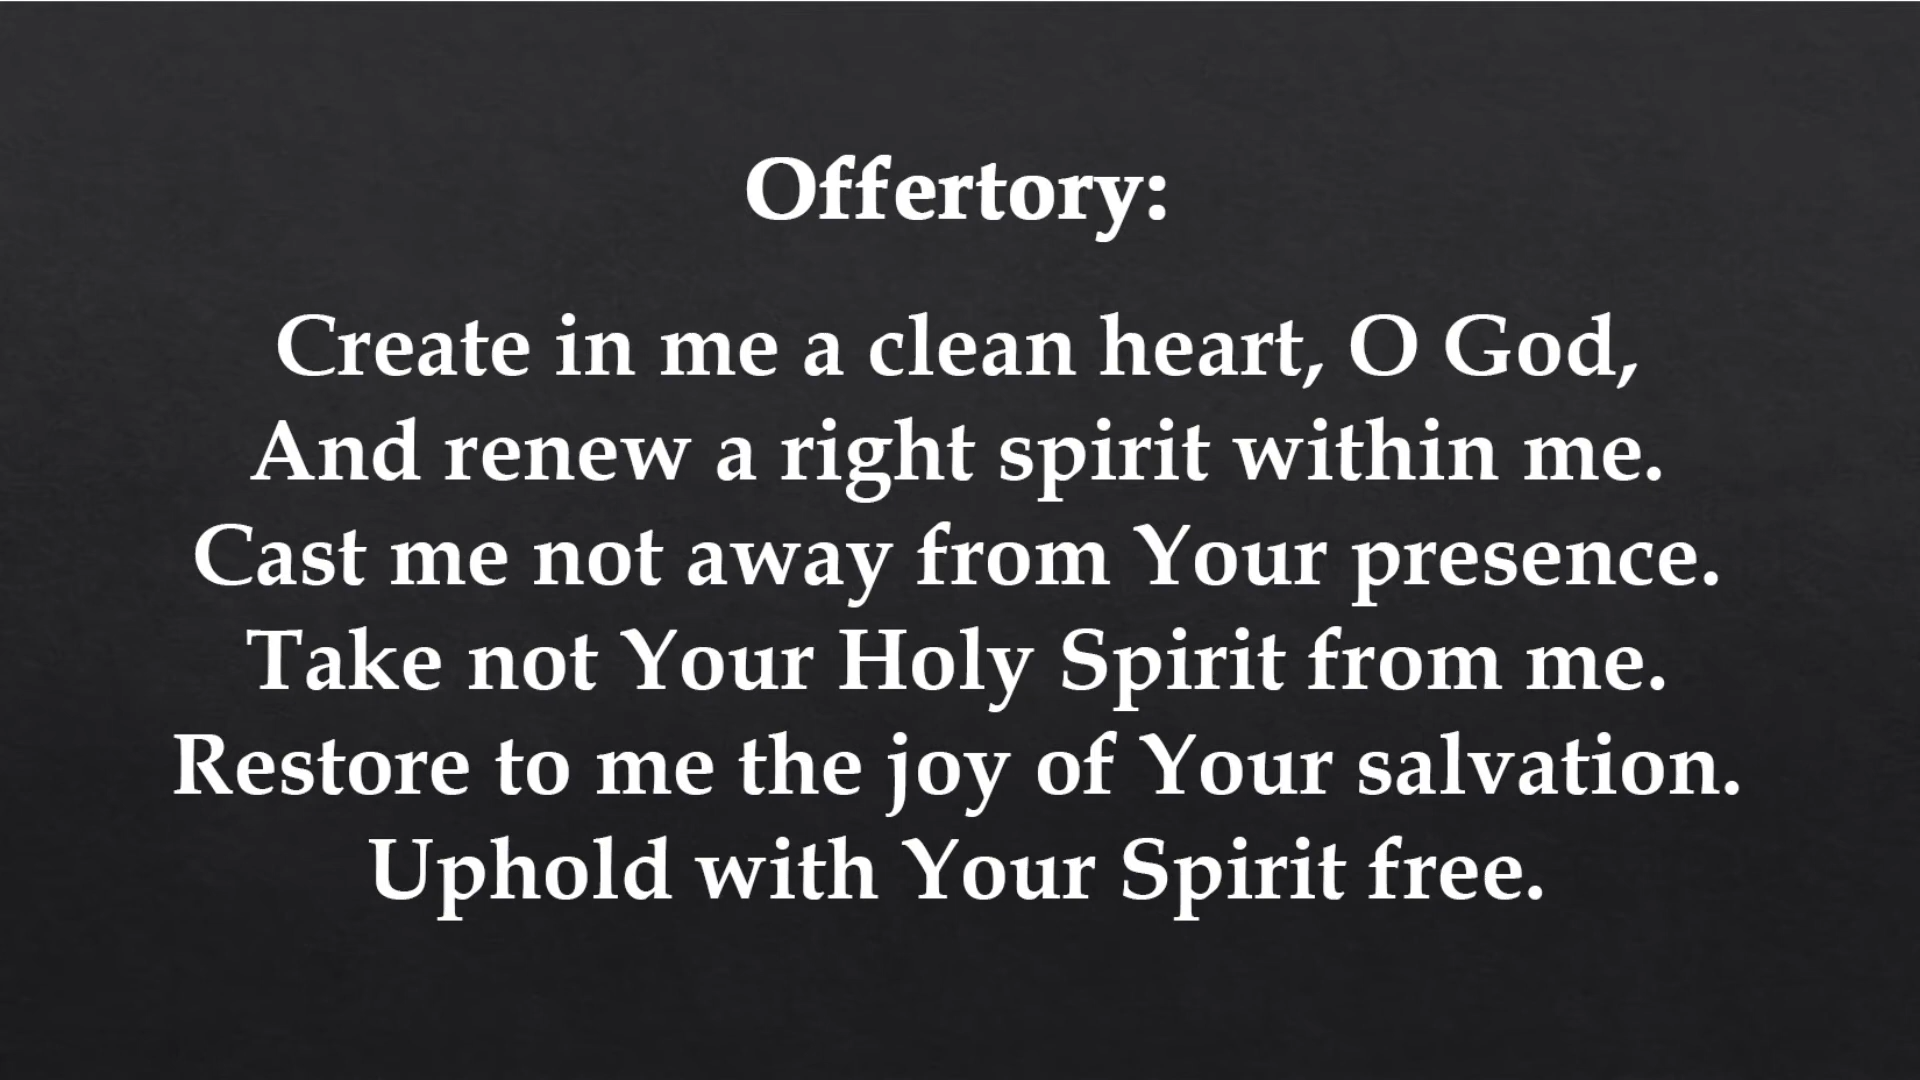 Offertory:
Create in me a clean heart, O God,
And renew a right spirit within me.
Cast me not away from Your presence.
Take not Your Holy Spirit from me.
Restore to me the joy of Your salvation.
Uphold with Your Spirit free.